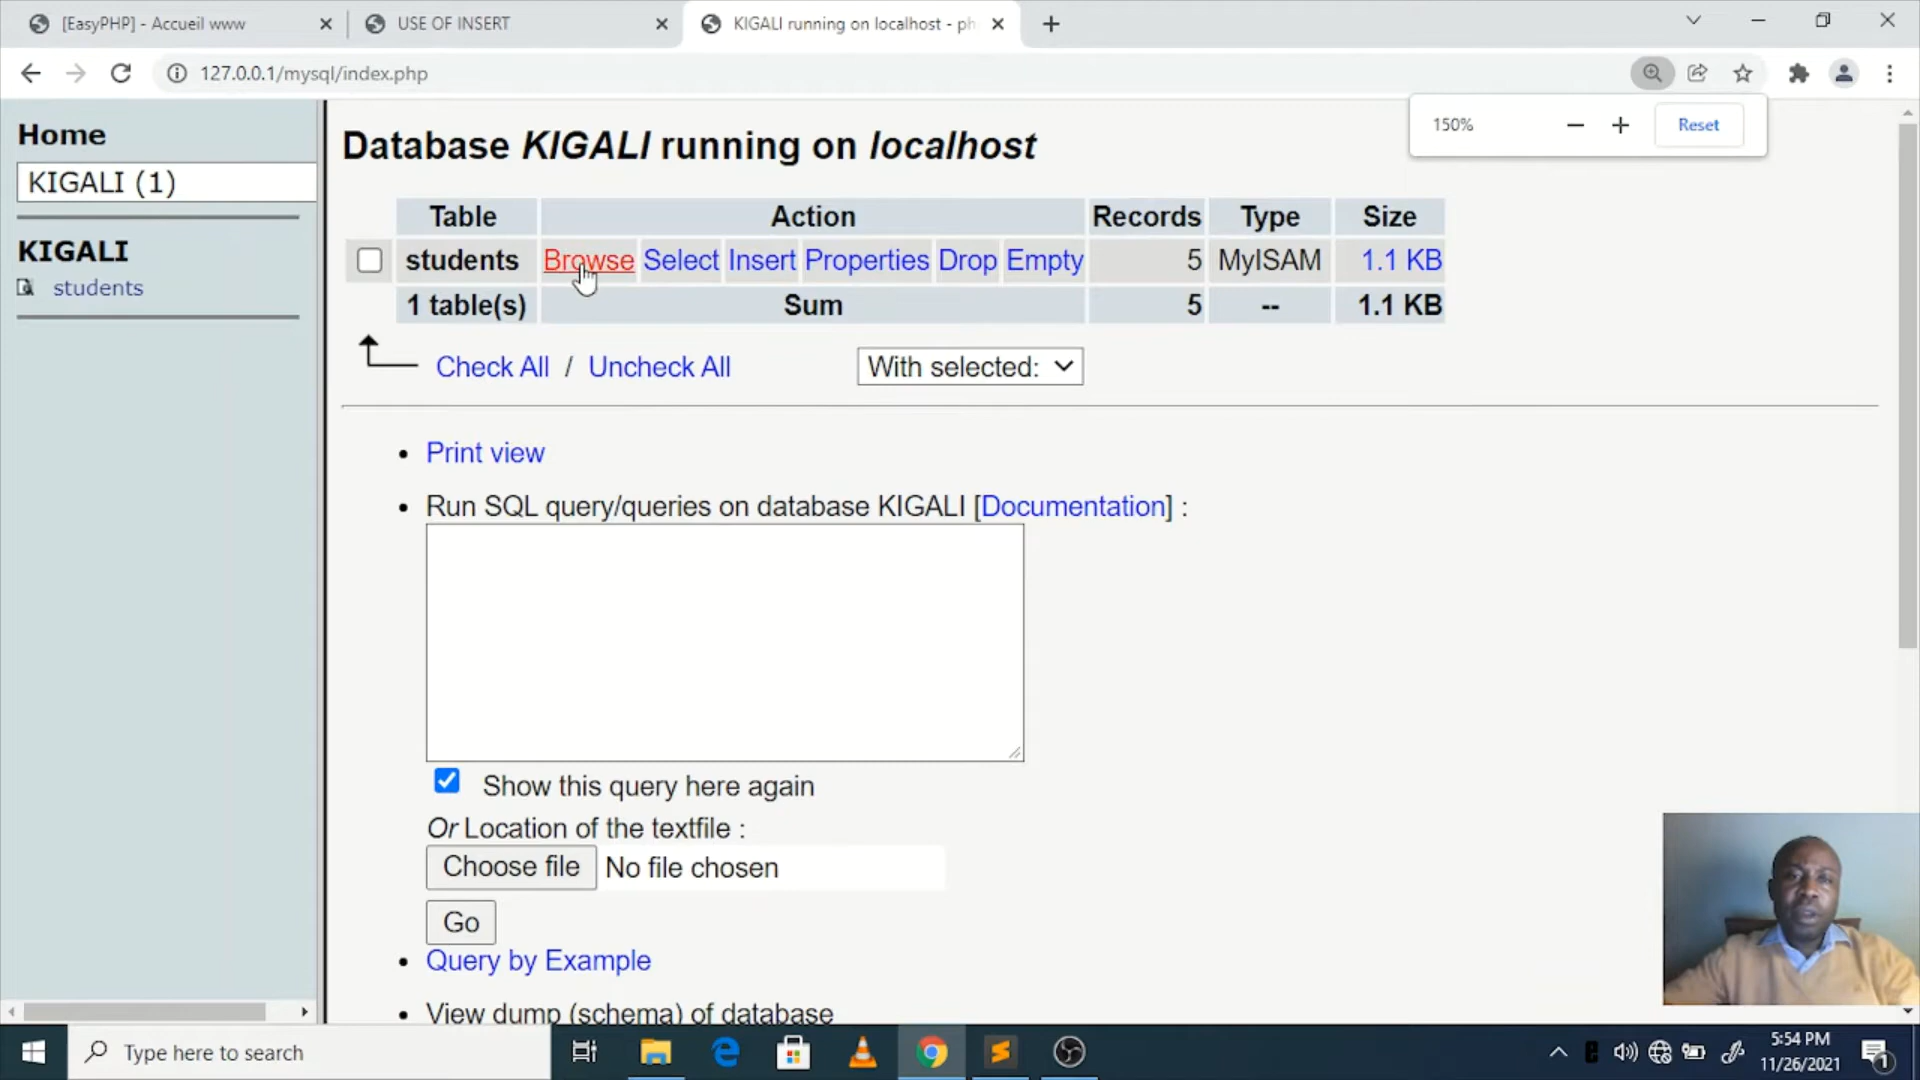 [EasyPHP] - Accueil www
USE OF INSERT
KIGALI running on localhost - ph
127.0.0.1/mysql/index.php
150%
Reset
Home
KIGALI (1)
KIGALI
students
Database KIGALI running on localhost
Table Action Records Type Size
students Browse Select Insert Properties Drop Empty 5 MyISAM 1.1 KB
1 table(s) Sum 5 -- 1.1 KB
Check All / Uncheck All With selected:
Print view
Run SQL query/queries on database KIGALI [Documentation] :
Show this query here again
Or Location of the textfile :
Choose file No file chosen
Go
Query by Example
View dump (schema) of database
Type here to search
5:54 PM
11/26/2021
1